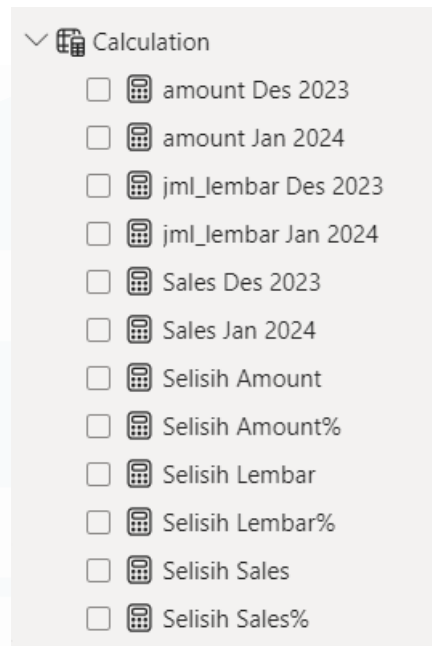 Calculation
amount Des 2023
amount Jan 2024
jml_lembar Des 2023
jml_lembar Jan 2024
Sales Des 2023
Sales Jan 2024
Selisih Amount
Selisih Amount%
Selisih Lembar
Selisih Lembar%
Selisih Sales
Selisih Sales%